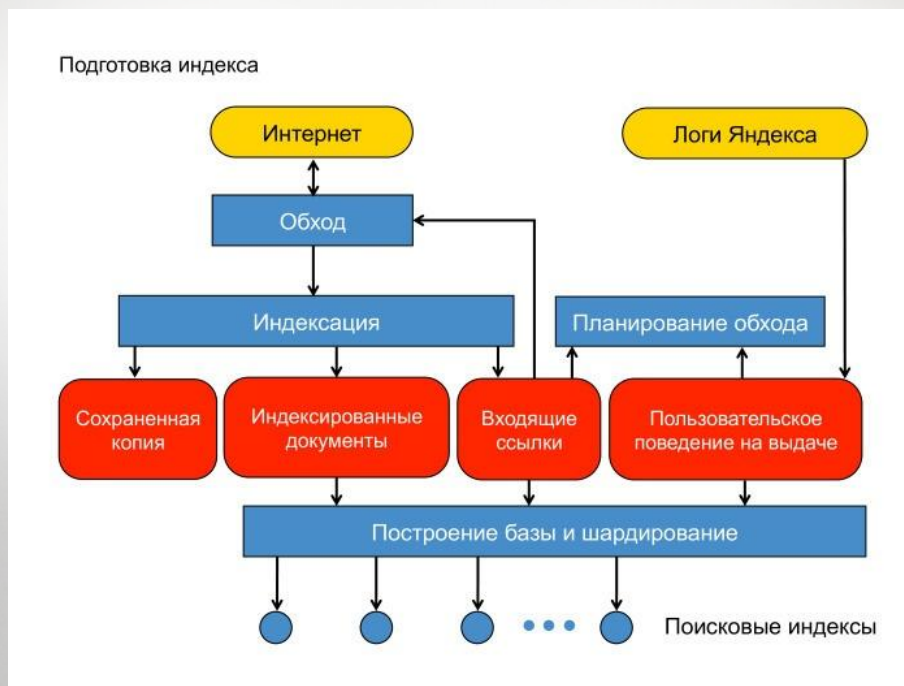 Подготовка индекса
Интернет
Логи Яндекса
Обход
Индексация
Планирование обхода
Сохраненная
копия
Индексированные
документы
Входящие
ссылки
Пользовательское
поведение на выдаче
Построение базы и шардирование
Поисковые индексы